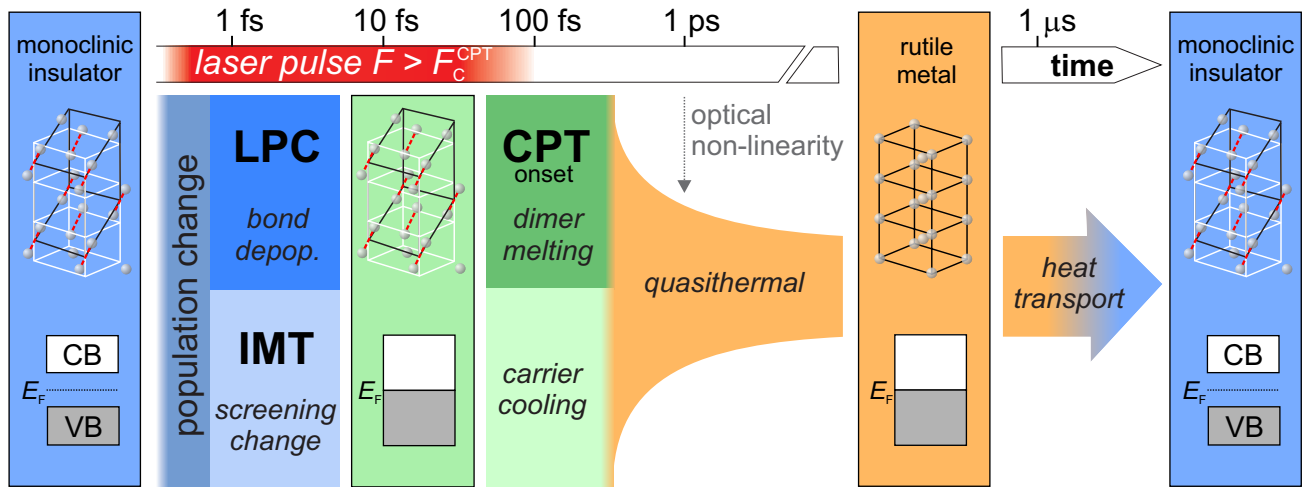 1 fs
10 fs
100 fs
1 ps
1 µs
monoclinic
insulator
laser pulse F > F_C^CPT
rutile
metal
time
monoclinic
insulator
population change
LPC
bond
depop.
IMT
screening
change
CPT
onset
dimer
melting
carrier
cooling
optical
non-linearity
quasithermal
heat
transport
CB
E_F
VB
E_F
E_F
CB
E_F
VB